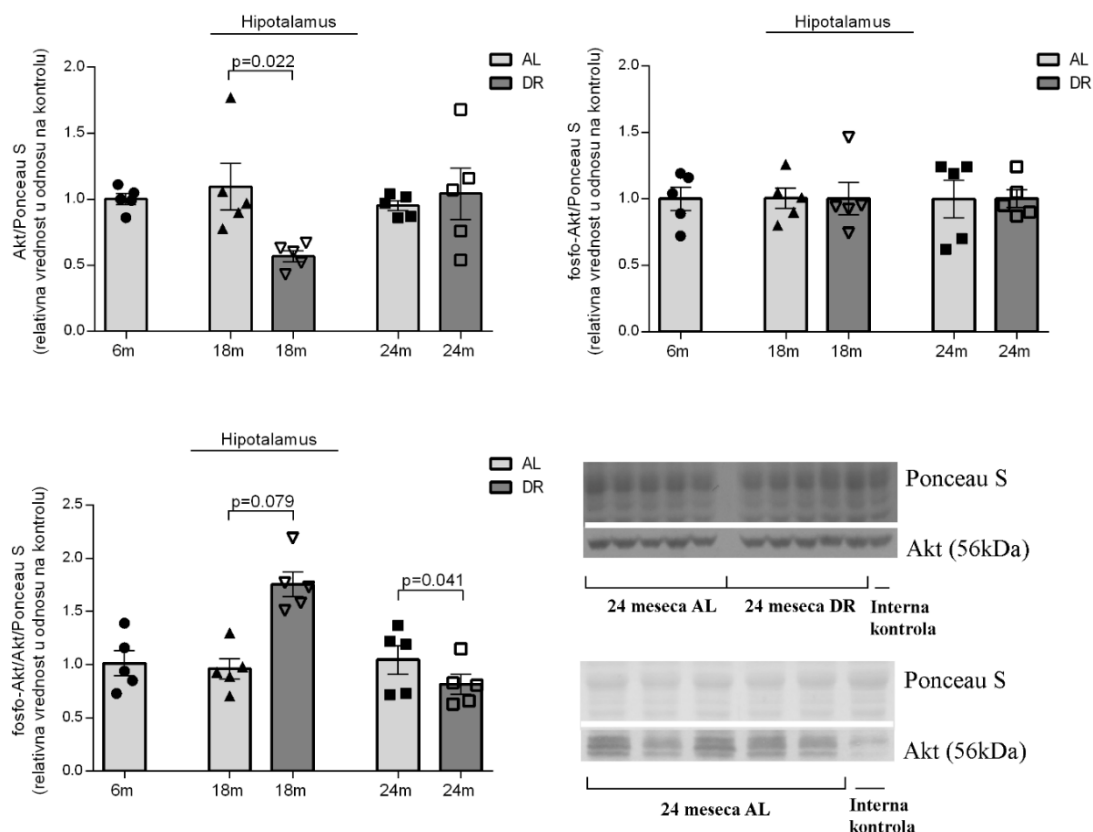 Hipotalamus
AL
DR
p=0.022
Akt/Ponceau S
(relativna vrednost u odnosu na kontrolu)
2.0
1.5
1.0
0.5
0.0
6m
18m
18m
24m
24m
Hipotalamus
AL
DR
fosfo-Akt/Ponceau S
(relativna vrednost u odnosu na kontrolu)
2.0
1.5
1.0
0.5
0.0
6m
18m
18m
24m
24m
Hipotalamus
AL
DR
p=0.079
p=0.041
fosfo-Akt/Akt/Ponceau S
(relativna vrednost u odnosu na kontrolu)
2.5
2.0
1.5
1.0
0.5
0.0
6m
18m
18m
24m
24m
Ponceau S
Akt (56kDa)
24 meseca AL
24 meseca DR
Interna
kontrola
Ponceau S
Akt (56kDa)
24 meseca AL
Interna
kontrola